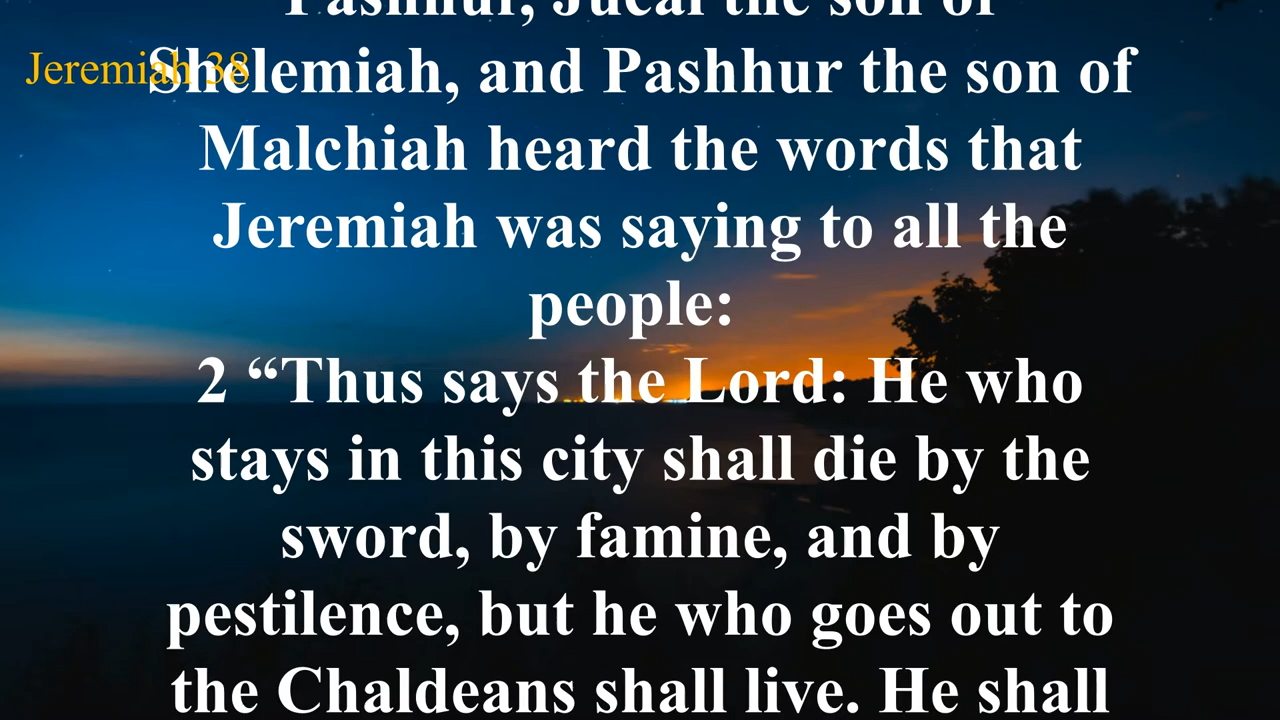 Pashhur, Jucal the son of
Jeremiah 38
Shelemiah, and Pashhur the son of
Malchiah heard the words that
Jeremiah was saying to all the
people:
2 “Thus says the Lord: He who
stays in this city shall die by the
sword, by famine, and by
pestilence, but he who goes out to
the Chaldeans shall live. He shall